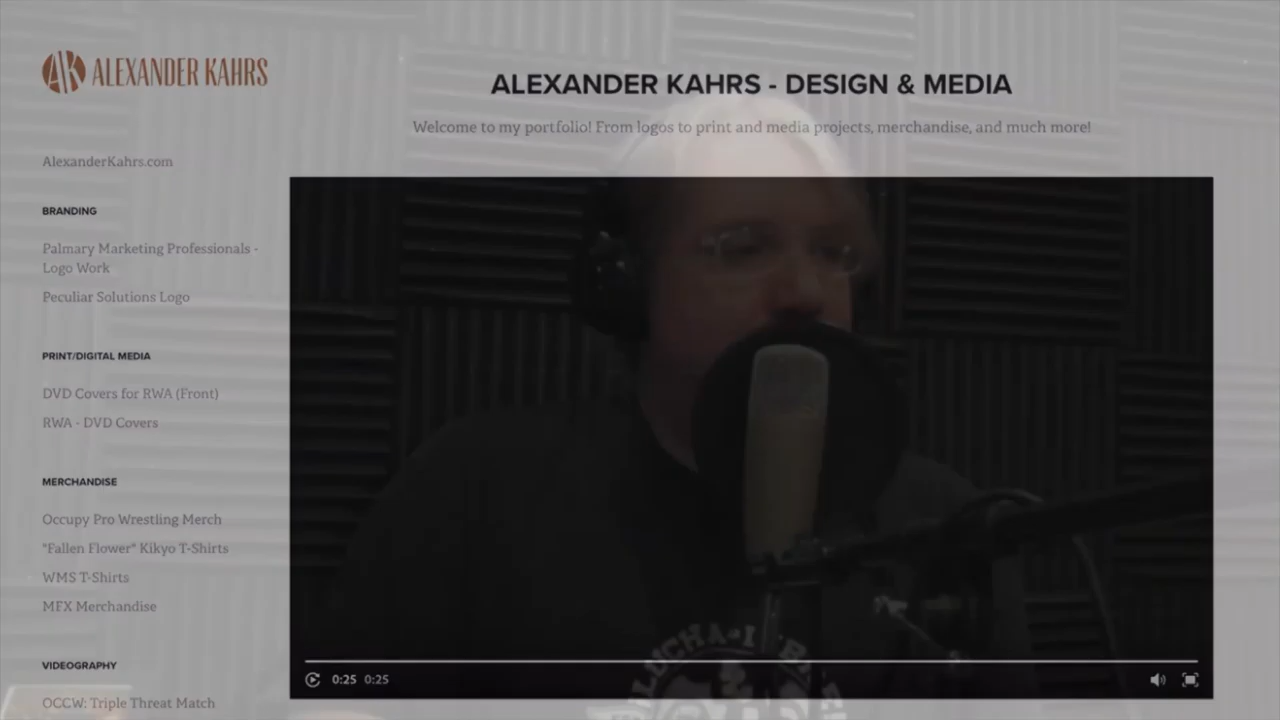 AK ALEXANDER KAHRS
AlexanderKahrs.com
BRANDING
Palmary Marketing Professionals -
Logo Work
Peculiar Solutions Logo
PRINT/DIGITAL MEDIA
DVD Covers for RWA (Front)
RWA - DVD Covers
MERCHANDISE
Occupy Pro Wrestling Merch
"Fallen Flower" Kikyo T-Shirts
WMS T-Shirts
MFX Merchandise
VIDEOGRAPHY
OCCW: Triple Threat Match
ALEXANDER KAHRS - DESIGN & MEDIA
Welcome to my portfolio! From logos to print and media projects, merchandise, and much more!
0:25 0:25